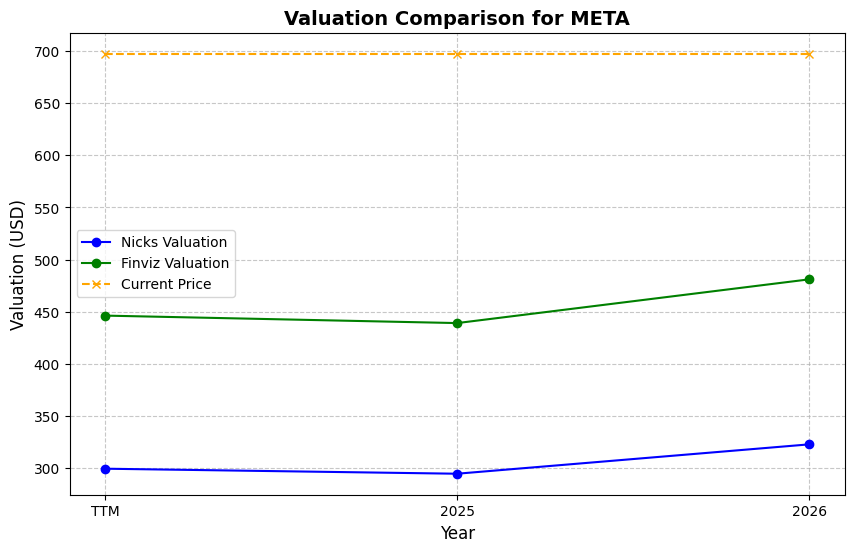 Valuation Comparison for META
Valuation (USD)
700
650
600
550
500
450
400
350
300
Nicks Valuation
Finviz Valuation
Current Price
TTM
2025
2026
Year